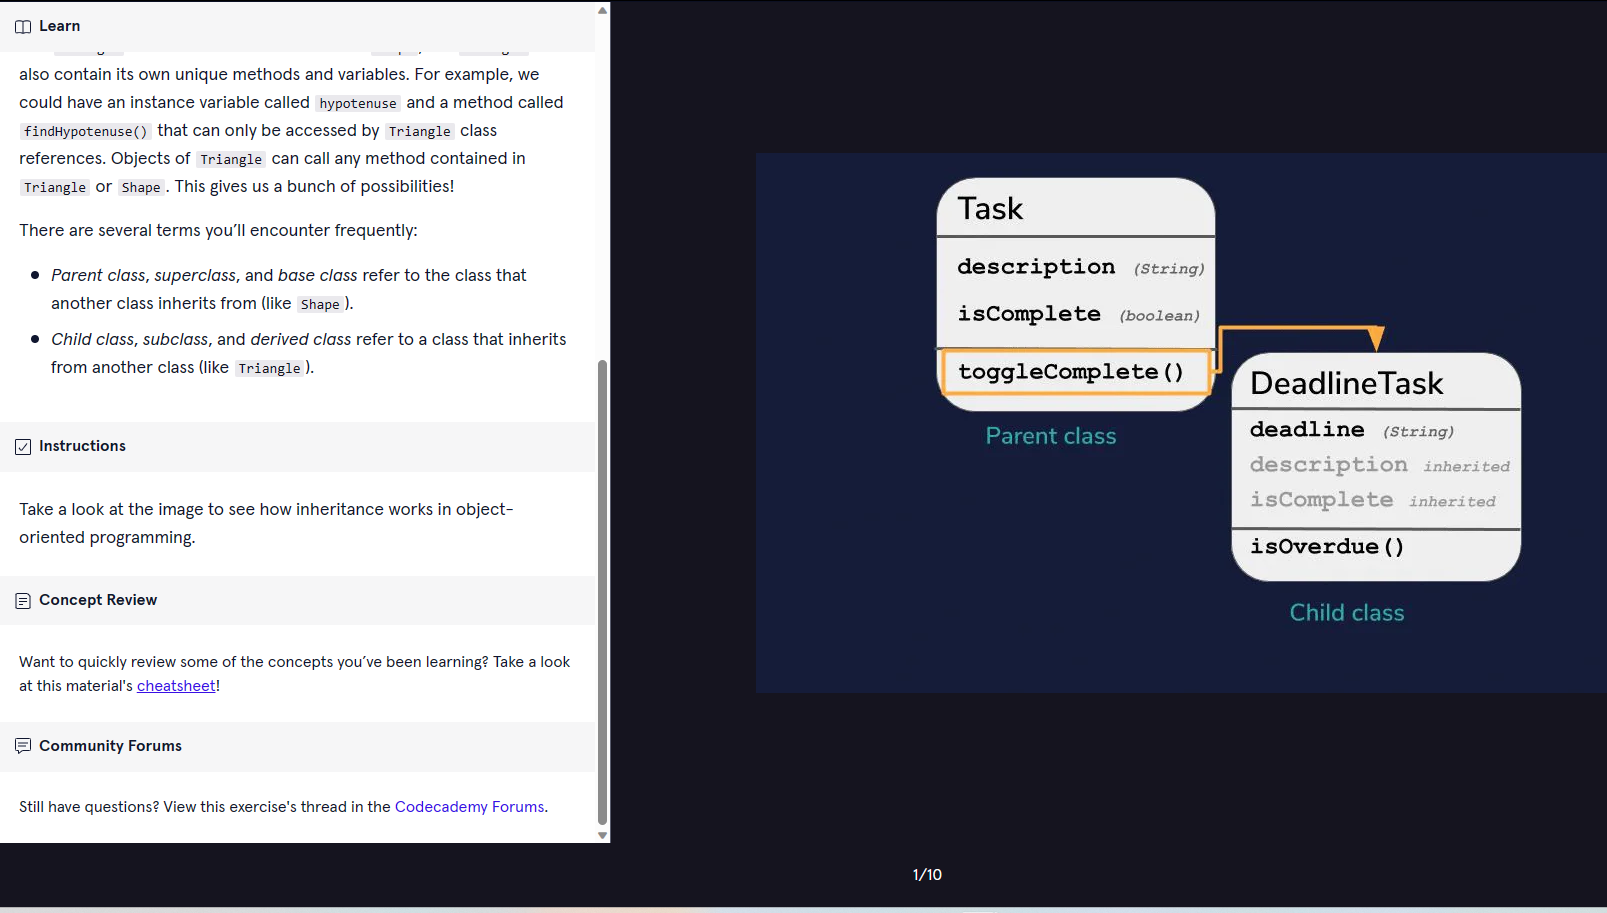 Learn
also contain its own unique methods and variables. For example, we
could have an instance variable called hypotenuse and a method called
findHypotenuse() that can only be accessed by Triangle class
references. Objects of Triangle can call any method contained in
Triangle or Shape. This gives us a bunch of possibilities!
There are several terms you’ll encounter frequently:
Parent class, superclass, and base class refer to the class that
another class inherits from (like Shape).
Child class, subclass, and derived class refer to a class that inherits
from another class (like Triangle).
Instructions
Take a look at the image to see how inheritance works in object-
oriented programming.
Concept Review
Want to quickly review some of the concepts you’ve been learning? Take a look
at this material's cheatsheet!
Community Forums
Still have questions? View this exercise's thread in the Codecademy Forums.
Task
description (String)
isComplete (boolean)
toggleComplete()
Parent class
DeadlineTask
deadline (String)
description inherited
isComplete inherited
isOverdue()
Child class
1/10